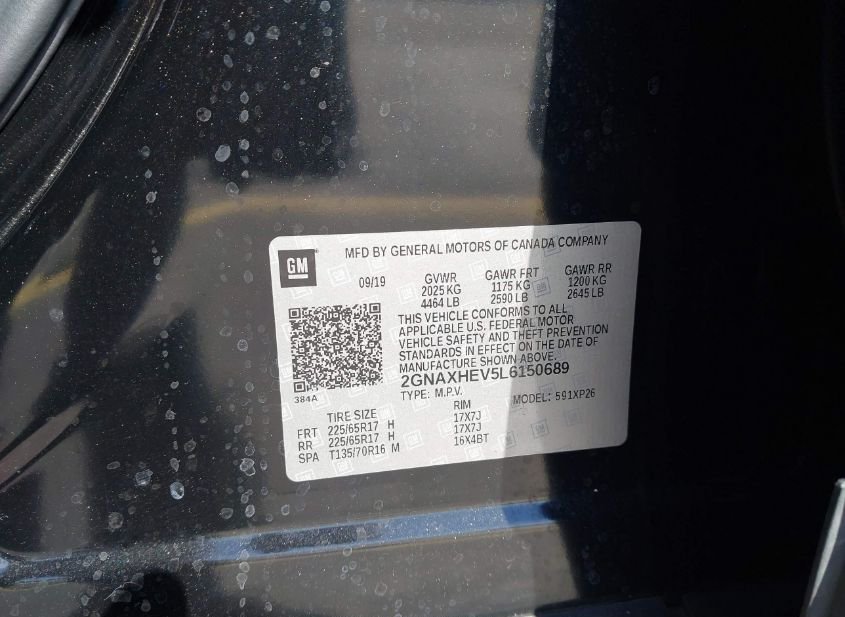 GM
MFD BY GENERAL MOTORS OF CANADA COMPANY
09/19 GVWR GAWR FRT GAWR RR
2025 KG 1175 KG 1200 KG
4464 LB 2590 LB 2645 LB
THIS VEHICLE CONFORMS TO ALL
APPLICABLE U.S. FEDERAL MOTOR
VEHICLE SAFETY AND THEFT PREVENTION
STANDARDS IN EFFECT ON THE DATE OF
MANUFACTURE SHOWN ABOVE.
2GNAXHEV5L6150689
384A
TYPE: M.P.V. MODEL: 591XP26
TIRE SIZE RIM
FRT 225/65R17 H 17X7J
RR 225/65R17 H 17X7J
SPA T135/70R16 M 16X4BT